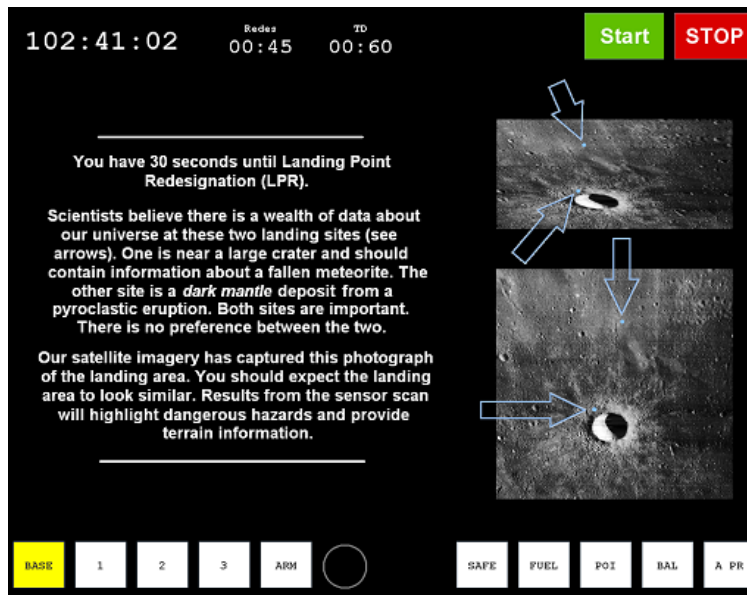 102:41:02
Redes
00:45
TD
00:60
Start
STOP
You have 30 seconds until Landing Point
Redesignation (LPR).
Scientists believe there is a wealth of data about
our universe at these two landing sites (see
arrows). One is near a large crater and should
contain information about a fallen meteorite. The
other site is a dark mantle deposit from a
pyroclastic eruption. Both sites are important.
There is no preference between the two.
Our satellite imagery has captured this photograph
of the landing area. You should expect the landing
area to look similar. Results from the sensor scan
will highlight dangerous hazards and provide
terrain information.
BASE
1
2
3
ARM
SAFE
FUEL
POI
BAL
A PR